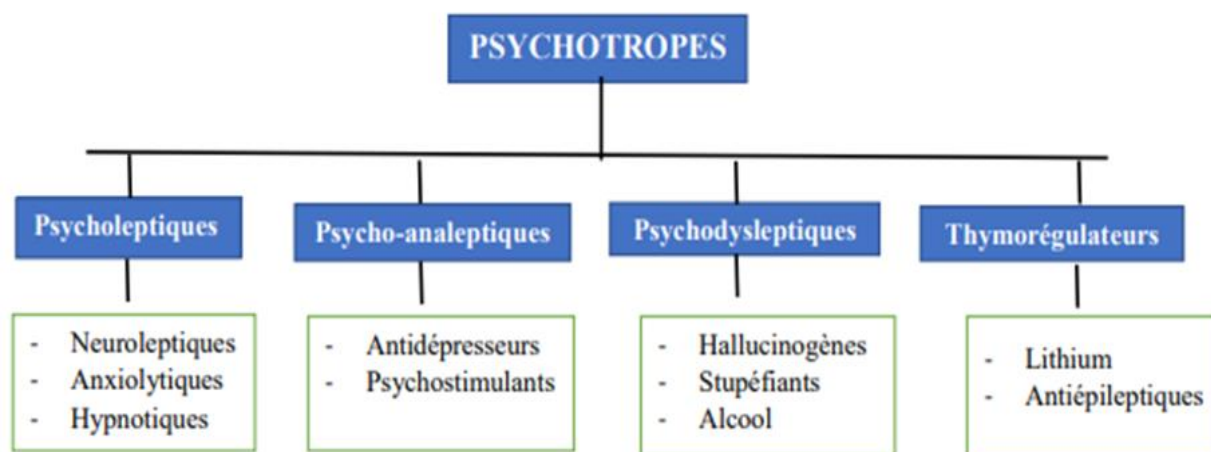 PSYCHOTROPES
Psycholeptiques
Psycho-analeptiques
Psychodysleptiques
Thymorégulateurs
- Neuroleptiques
- Anxiolytiques
- Hypnotiques
- Antidépresseurs
- Psychostimulants
- Hallucinogènes
- Stupéfiants
- Alcool
- Lithium
- Antiépileptiques